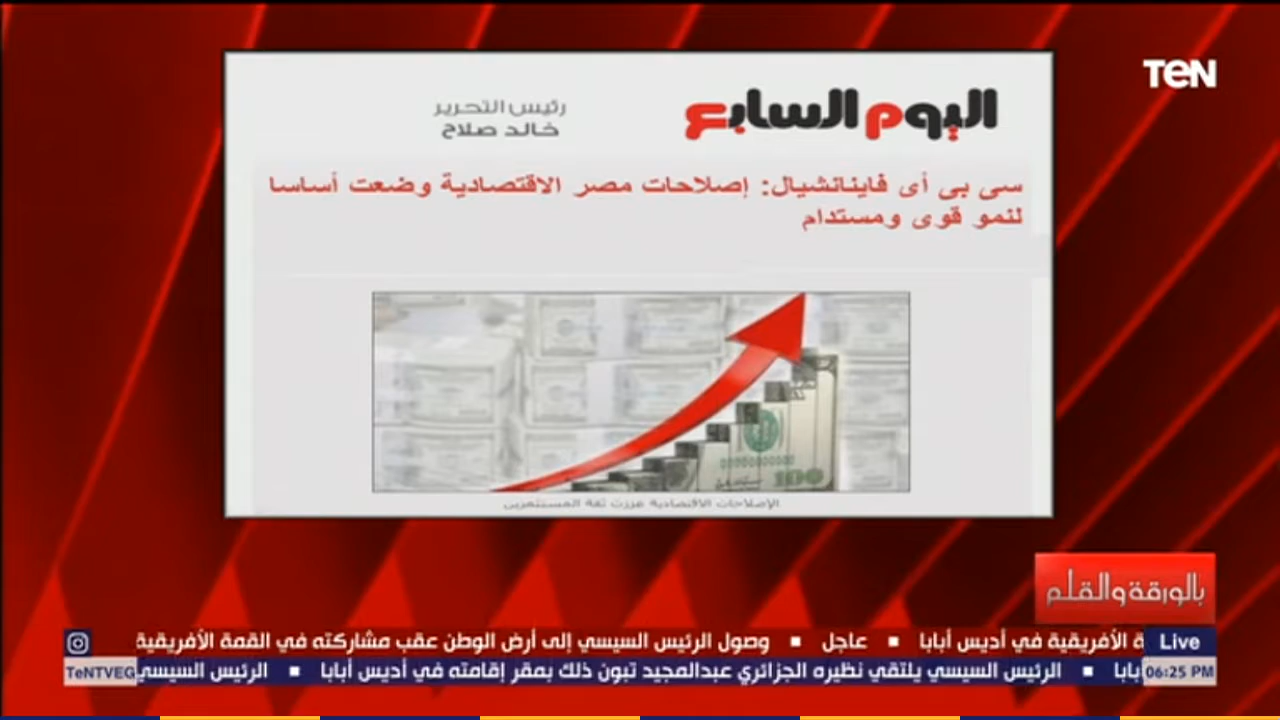 TeN
اليوم السابع
رئيس التحرير
خالد صلاح
سى بى أى فايناتشيال: إصلاحات مصر الاقتصادية وضعت أساسا
لنمو قوى ومستدام
100
الإصلاحات الاقتصادية عززت ثقة المستثمرين
بالورقة والقلم
Live
ة الأفريقية في أديس أبابا ▪ عاجل ▪ وصول الرئيس السيسي إلى أرض الوطن عقب مشاركته في القمة الأفريقية
06:25 PM
بابا ▪ الرئيس السيسي يلتقي نظيره الجزائري عبدالمجيد تبون وذلك بمقر إقامته في أديس أبابا ▪ الرئيس السيسي
TeNTVEG